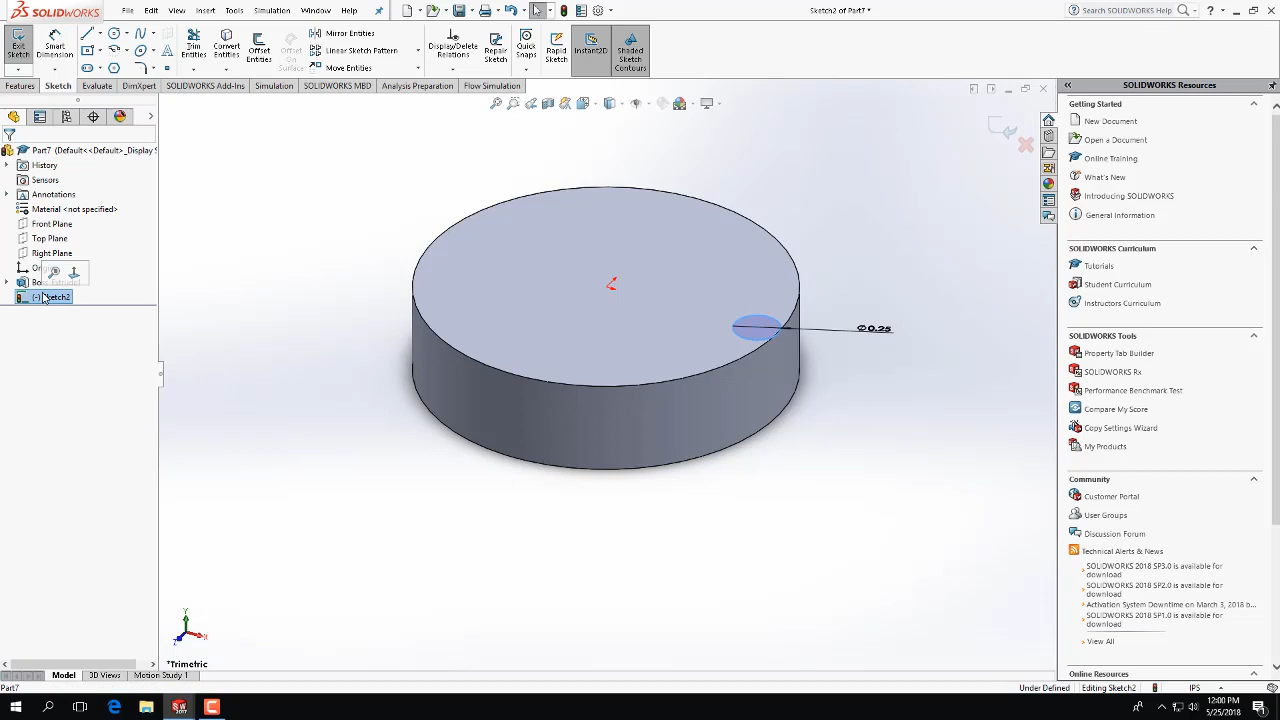 SOLIDWORKS
File
Edit
View
Insert
Tools
Simulation
Window
Help
Sketch2 of Part7 *
Search SOLIDWORKS Help
Exit Sketch
Smart Dimension
Trim Entities
Convert Entities
Offset Entities
Offset On Surface
Mirror Entities
Linear Sketch Pattern
Move Entities
Display/Delete Relations
Repair Sketch
Quick Snaps
Rapid Sketch
Instant2D
Shaded Sketch Contours
Features
Sketch
Evaluate
DimXpert
SOLIDWORKS Add-Ins
Simulation
SOLIDWORKS MBD
Analysis Preparation
Flow Simulation
Part7 (Default<<Default>_Display S
History
Sensors
Annotations
Material <not specified>
Front Plane
Top Plane
Right Plane
(-) Sketch2
Ø0.25
Y
X
Z
*Trimetric
SOLIDWORKS Resources
Getting Started
New Document
Open a Document
Online Training
What's New
Introducing SOLIDWORKS
General Information
SOLIDWORKS Curriculum
Tutorials
Student Curriculum
Instructors Curriculum
SOLIDWORKS Tools
Property Tab Builder
SOLIDWORKS Rx
Performance Benchmark Test
Compare My Score
Copy Settings Wizard
My Products
Community
Customer Portal
User Groups
Discussion Forum
Technical Alerts & News
SOLIDWORKS 2018 SP3.0 is available for
download
SOLIDWORKS 2018 SP2.0 is available for
download
Activation System Downtime on March 3, 2018 b...
SOLIDWORKS 2018 SP1.0 is available for
download
View All
Online Resources
Model
3D Views
Motion Study 1
Part7
Under Defined
Editing Sketch2
IPS
12:00 PM
5/25/2018